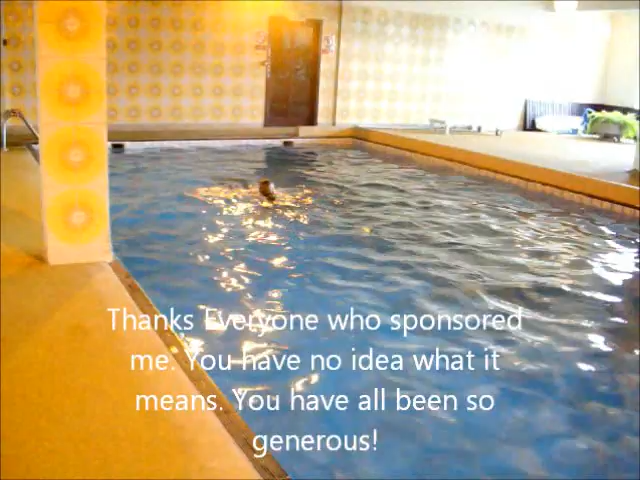 Thanks Everyone who sponsored
me. You have no idea what it
means. You have all been so
generous!